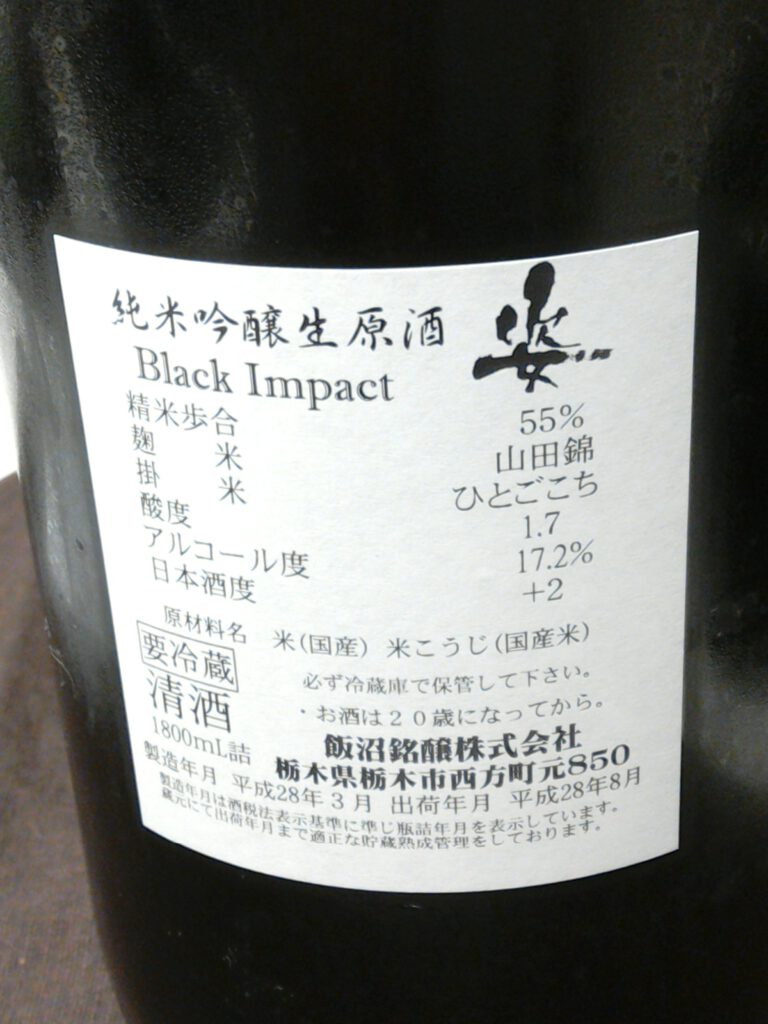 純米吟醸生原酒 姿
Black Impact
精米歩合 55%
麹米 山田錦
掛米 ひとごこち
酸度 1.7
アルコール度 17.2%
日本酒度 +2
原材料名 米(国産) 米こうじ(国産米)
要冷蔵 必ず冷蔵庫で保管して下さい。
清酒 ・お酒は20歳になってから。
1800mL詰 飯沼銘醸株式会社
栃木県栃木市西方町元850
製造年月 平成28年3月 出荷年月 平成28年8月
製造年月は酒税法表示基準に準じ瓶詰年月を表示しています。
蔵元にて出荷年月まで適正な貯蔵熟成管理をしております。